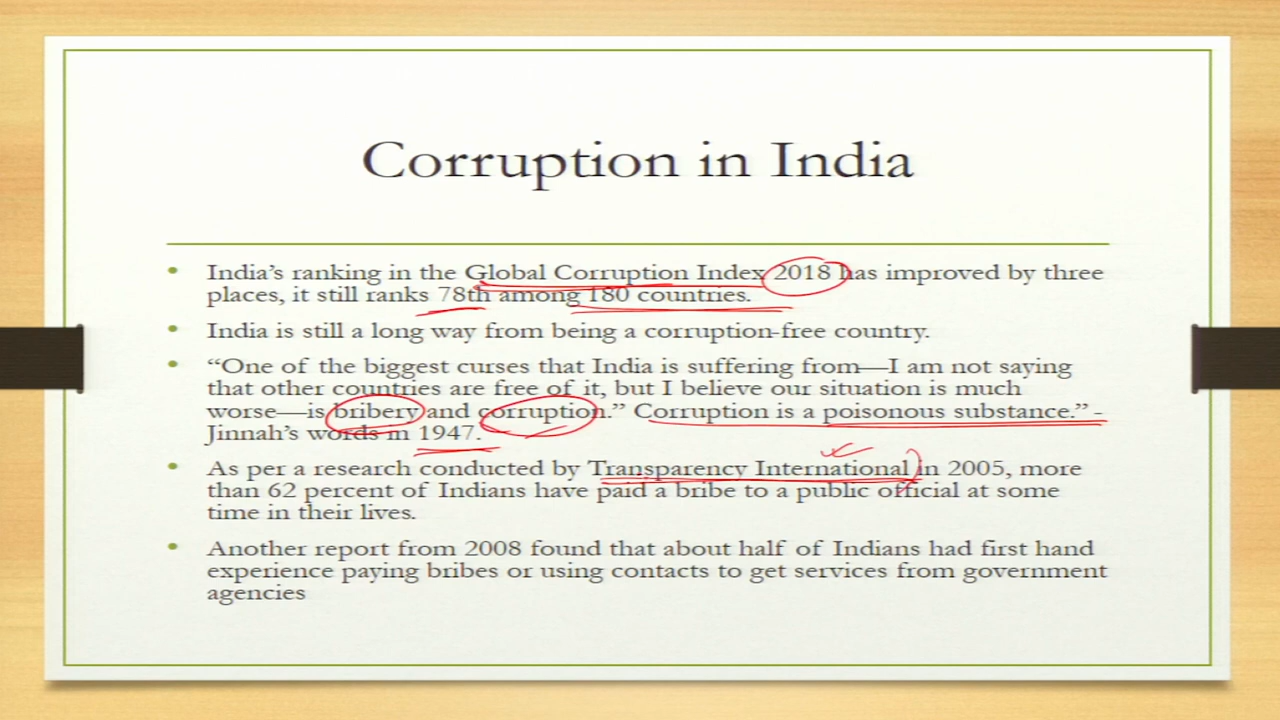 Corruption in India
• India's ranking in the Global Corruption Index 2018 has improved by three
places, it still ranks 78th among 180 countries.
• India is still a long way from being a corruption-free country.
• “One of the biggest curses that India is suffering from—I am not saying
that other countries are free of it, but I believe our situation is much
worse—is bribery and corruption.” Corruption is a poisonous substance.” -
Jinnah's words in 1947.
• As per a research conducted by Transparency International in 2005, more
than 62 percent of Indians have paid a bribe to a public official at some
time in their lives.
• Another report from 2008 found that about half of Indians had first hand
experience paying bribes or using contacts to get services from government
agencies